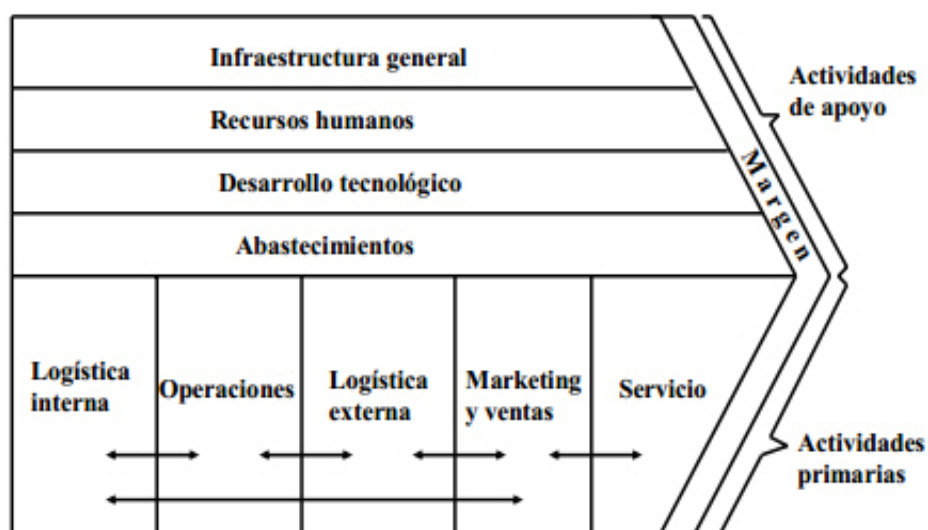 Infraestructura general
Actividades
de apoyo
Recursos humanos
Desarrollo tecnológico
Margen
Abastecimientos
Logística
interna
Operaciones
Logística
externa
Marketing
y ventas
Servicio
Actividades
primarias